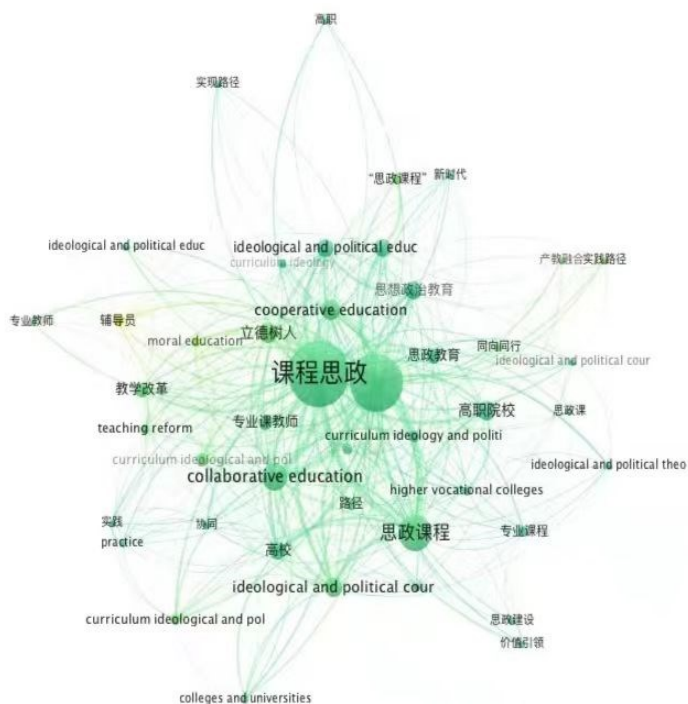 高职
实现路径
“思政课程”
新时代
ideological and political educ
ideological and political educ
curriculum ideology
产教融合
实践路径
思想政治教育
cooperative education
专业教师
辅导员
立德树人
moral education
思政教育
同向同行
ideological and political cour
课程思政
教学改革
高职院校
思政课
专业课教师
teaching reform
curriculum ideology and politi
curriculum ideological and pol
ideological and political theo
collaborative education
higher vocational colleges
路径
实践
协同
思政课程
专业课程
practice
高校
ideological and political cour
curriculum ideological and pol
思政建设
价值引领
colleges and universities